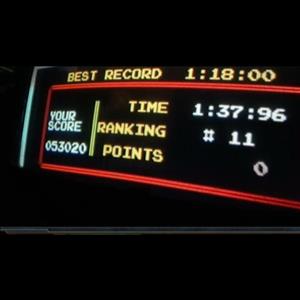 BEST RECORD 1:18:00
TIME 1:37:96
YOUR
SCORE
RANKING # 11
053020
POINTS 0